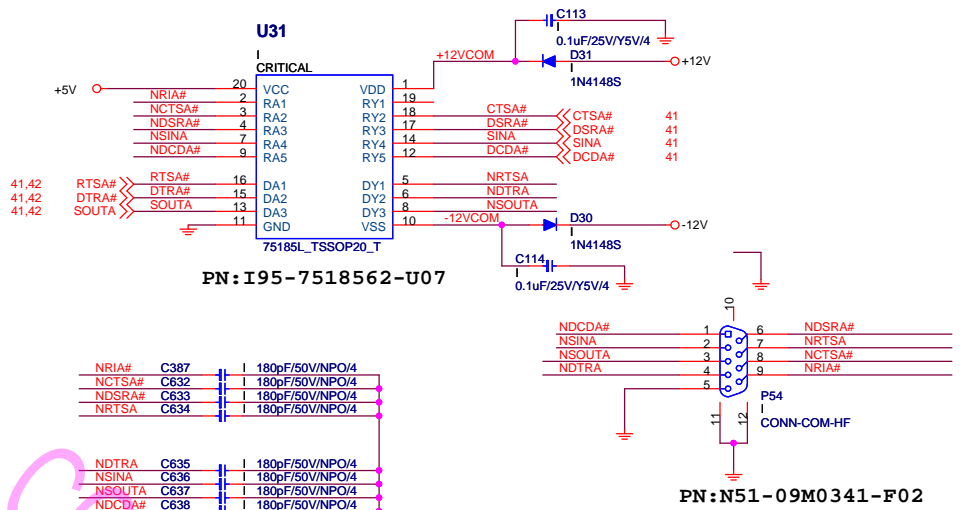 U31
I
CRITICAL
C113
I
0.1uF/25V/Y5V/4
+12VCOM
D31
I
1N4148S
+12V
+5V
20 VCC VDD 1
NRIA# 2 RA1 RY1 19
NCTSA# 3 RA2 RY2 18 CTSA# CTSA# 41
NDSRA# 4 RA3 RY3 17 DSRA# DSRA# 41
NSINA 7 RA4 RY4 14 SINA SINA 41
NDCDA# 9 RA5 RY5 12 DCDA# DCDA# 41
41,42 RTSA# RTSA# 16 DA1 DY1 5 NRTSA
41,42 DTRA# DTRA# 15 DA2 DY2 6 NDTRA
41,42 SOUTA SOUTA 13 DA3 DY3 8 NSOUTA
11 GND VSS 10 -12VCOM
D30
I
1N4148S
-12V
75185L_TSSOP20_T
PN:I95-7518562-U07
C114
I
0.1uF/25V/Y5V/4
10
NDCDA# 1 6 NDSRA#
NSINA 2 7 NRTSA
NSOUTA 3 8 NCTSA#
NDTRA 4 9 NRIA#
5
P54
I
CONN-COM-HF
11 12
PN:N51-09M0341-F02
NRIA# C387 I 180pF/50V/NPO/4
NCTSA# C632 I 180pF/50V/NPO/4
NDSRA# C633 I 180pF/50V/NPO/4
NRTSA C634 I 180pF/50V/NPO/4
NDTRA C635 I 180pF/50V/NPO/4
NSINA C636 I 180pF/50V/NPO/4
NSOUTA C637 I 180pF/50V/NPO/4
NDCDA# C638 I 180pF/50V/NPO/4